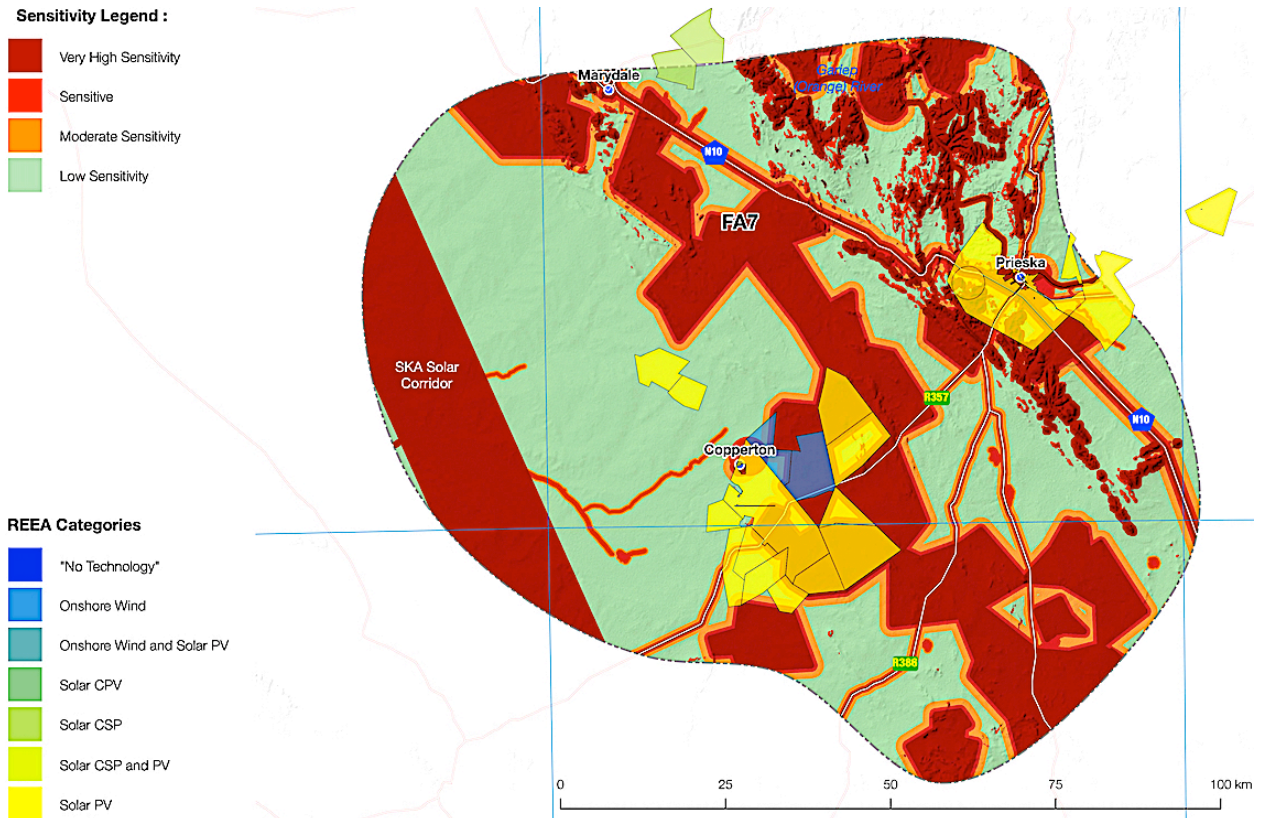 Sensitivity Legend :
Very High Sensitivity
Sensitive
Moderate Sensitivity
Low Sensitivity
Marydale
Gariep
(Orange) River
N10
FA7
Prieska
SKA Solar
Corridor
R357
N10
Copperton
R386
REEA Categories
"No Technology"
Onshore Wind
Onshore Wind and Solar PV
Solar CPV
Solar CSP
Solar CSP and PV
Solar PV
0
25
50
75
100 km